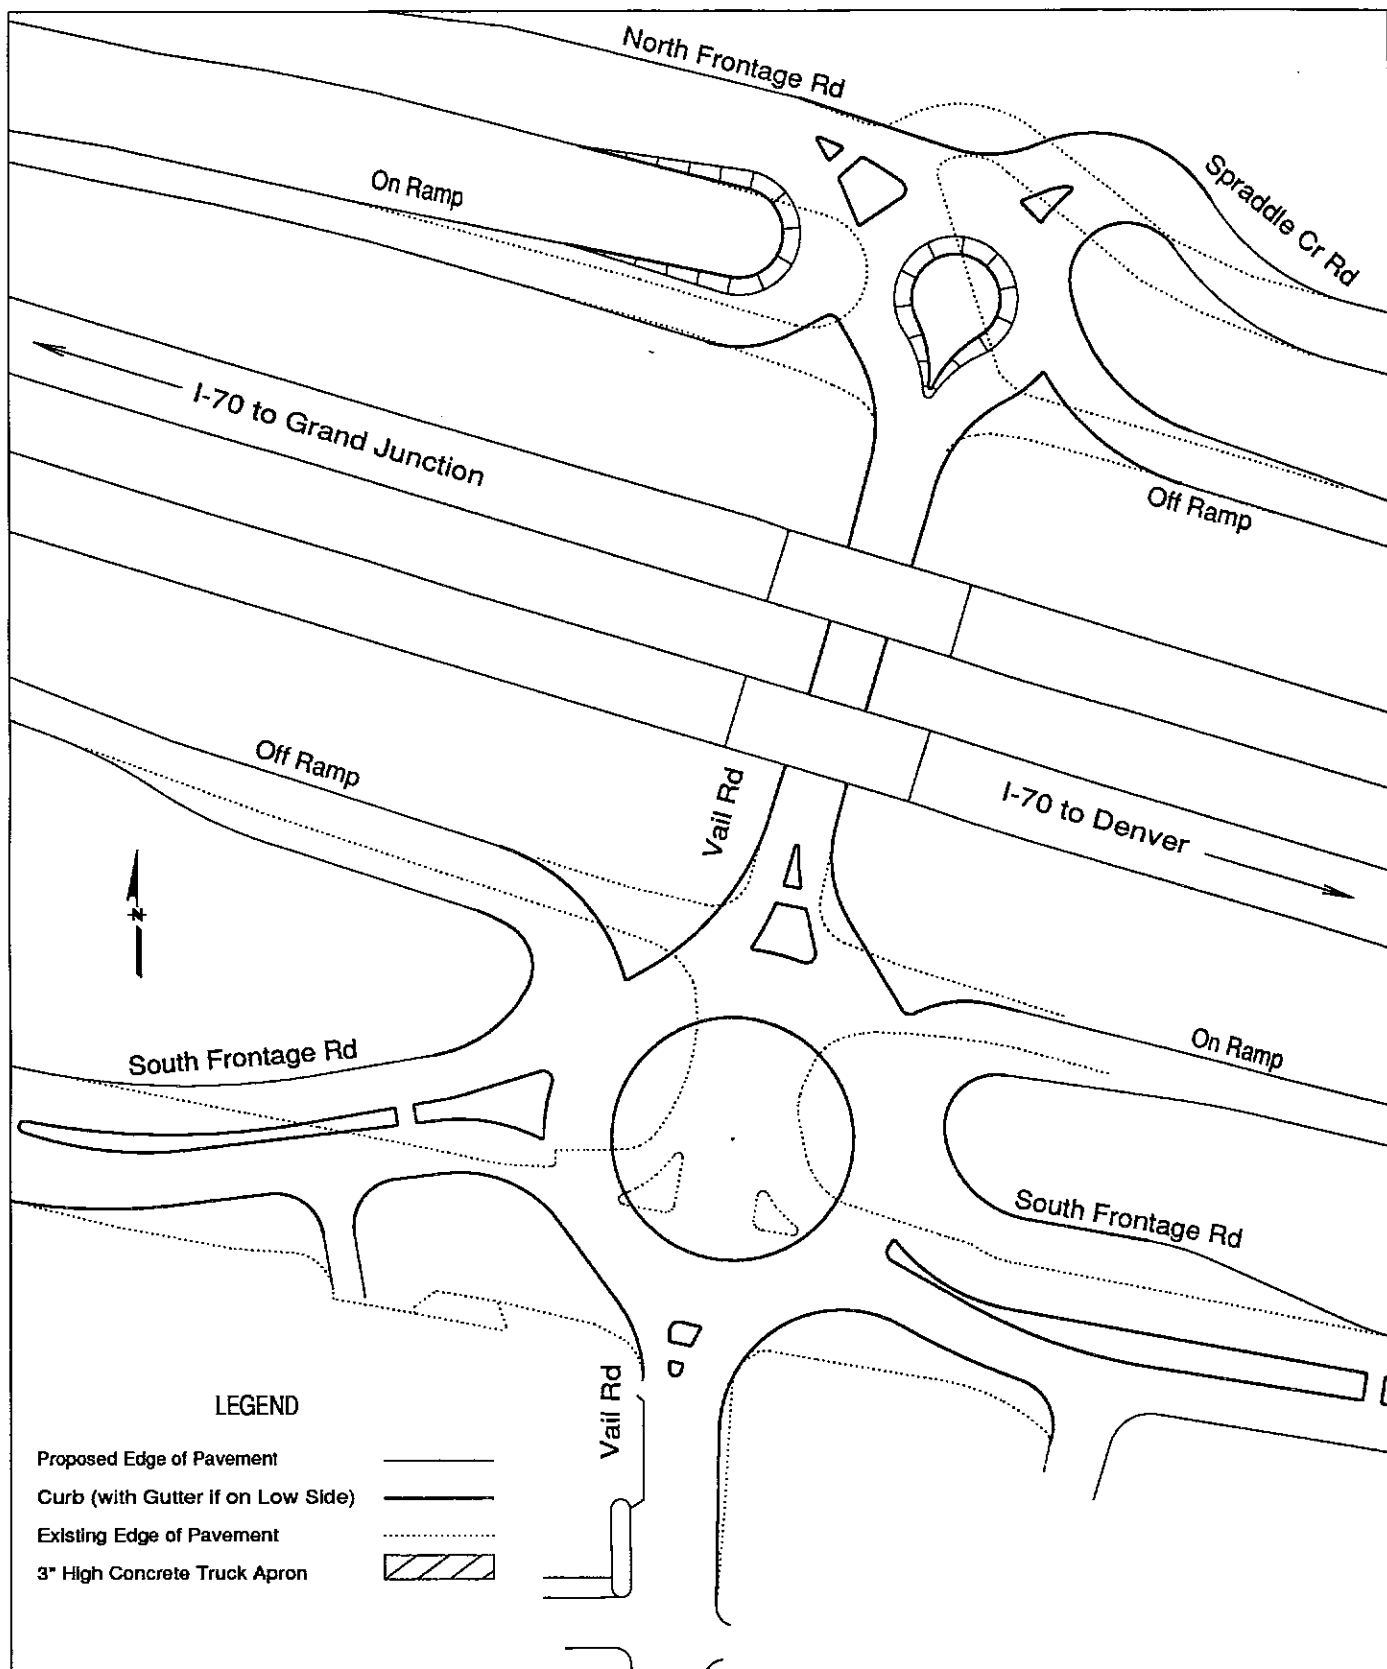 North Frontage Rd
Spraddle Cr Rd
On Ramp
I-70 to Grand Junction
Off Ramp
Off Ramp
Vail Rd
I-70 to Denver
N
On Ramp
South Frontage Rd
South Frontage Rd
Vail Rd
LEGEND
Proposed Edge of Pavement
Curb (with Gutter if on Low Side)
Existing Edge of Pavement
3" High Concrete Truck Apron